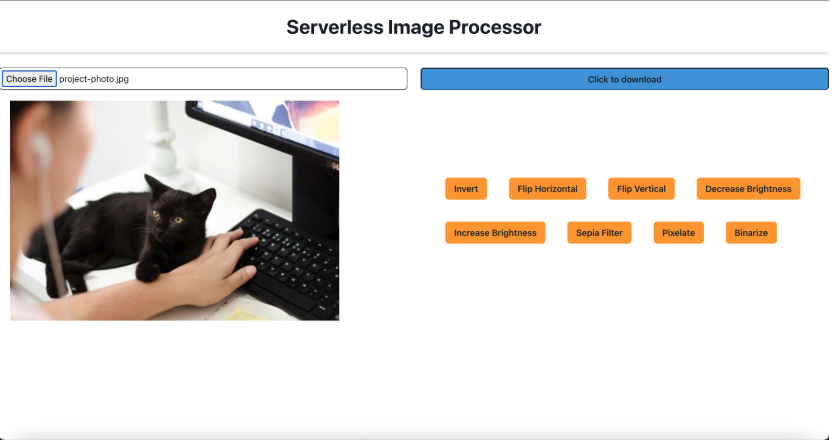 Serverless Image Processor
Choose File project-photo.jpg
Click to download
Invert Flip Horizontal Flip Vertical Decrease Brightness
Increase Brightness Sepia Filter Pixelate Binarize